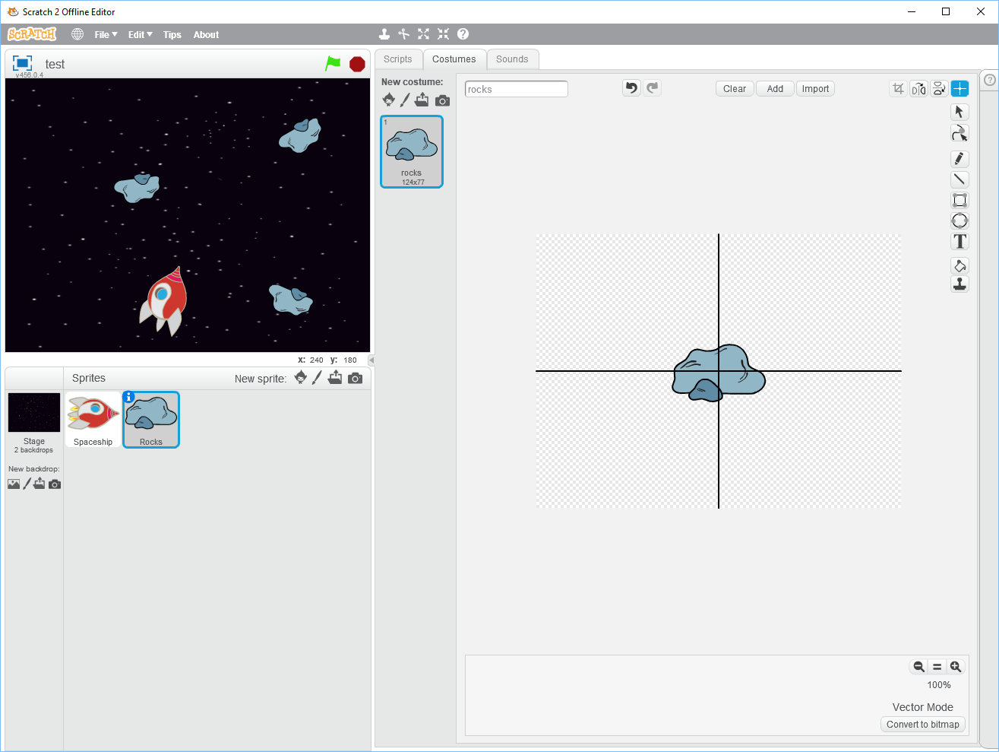 Scratch 2 Offline Editor
SCRATCH File Edit Tips About
test
v456.0.4
Scripts Costumes Sounds
New costume:
rocks
Clear Add Import
1
rocks
124x77
x: 240 y: 180
Sprites New sprite:
Stage
2 backdrops
New backdrop:
Spaceship
Rocks
T
100%
Vector Mode
Convert to bitmap